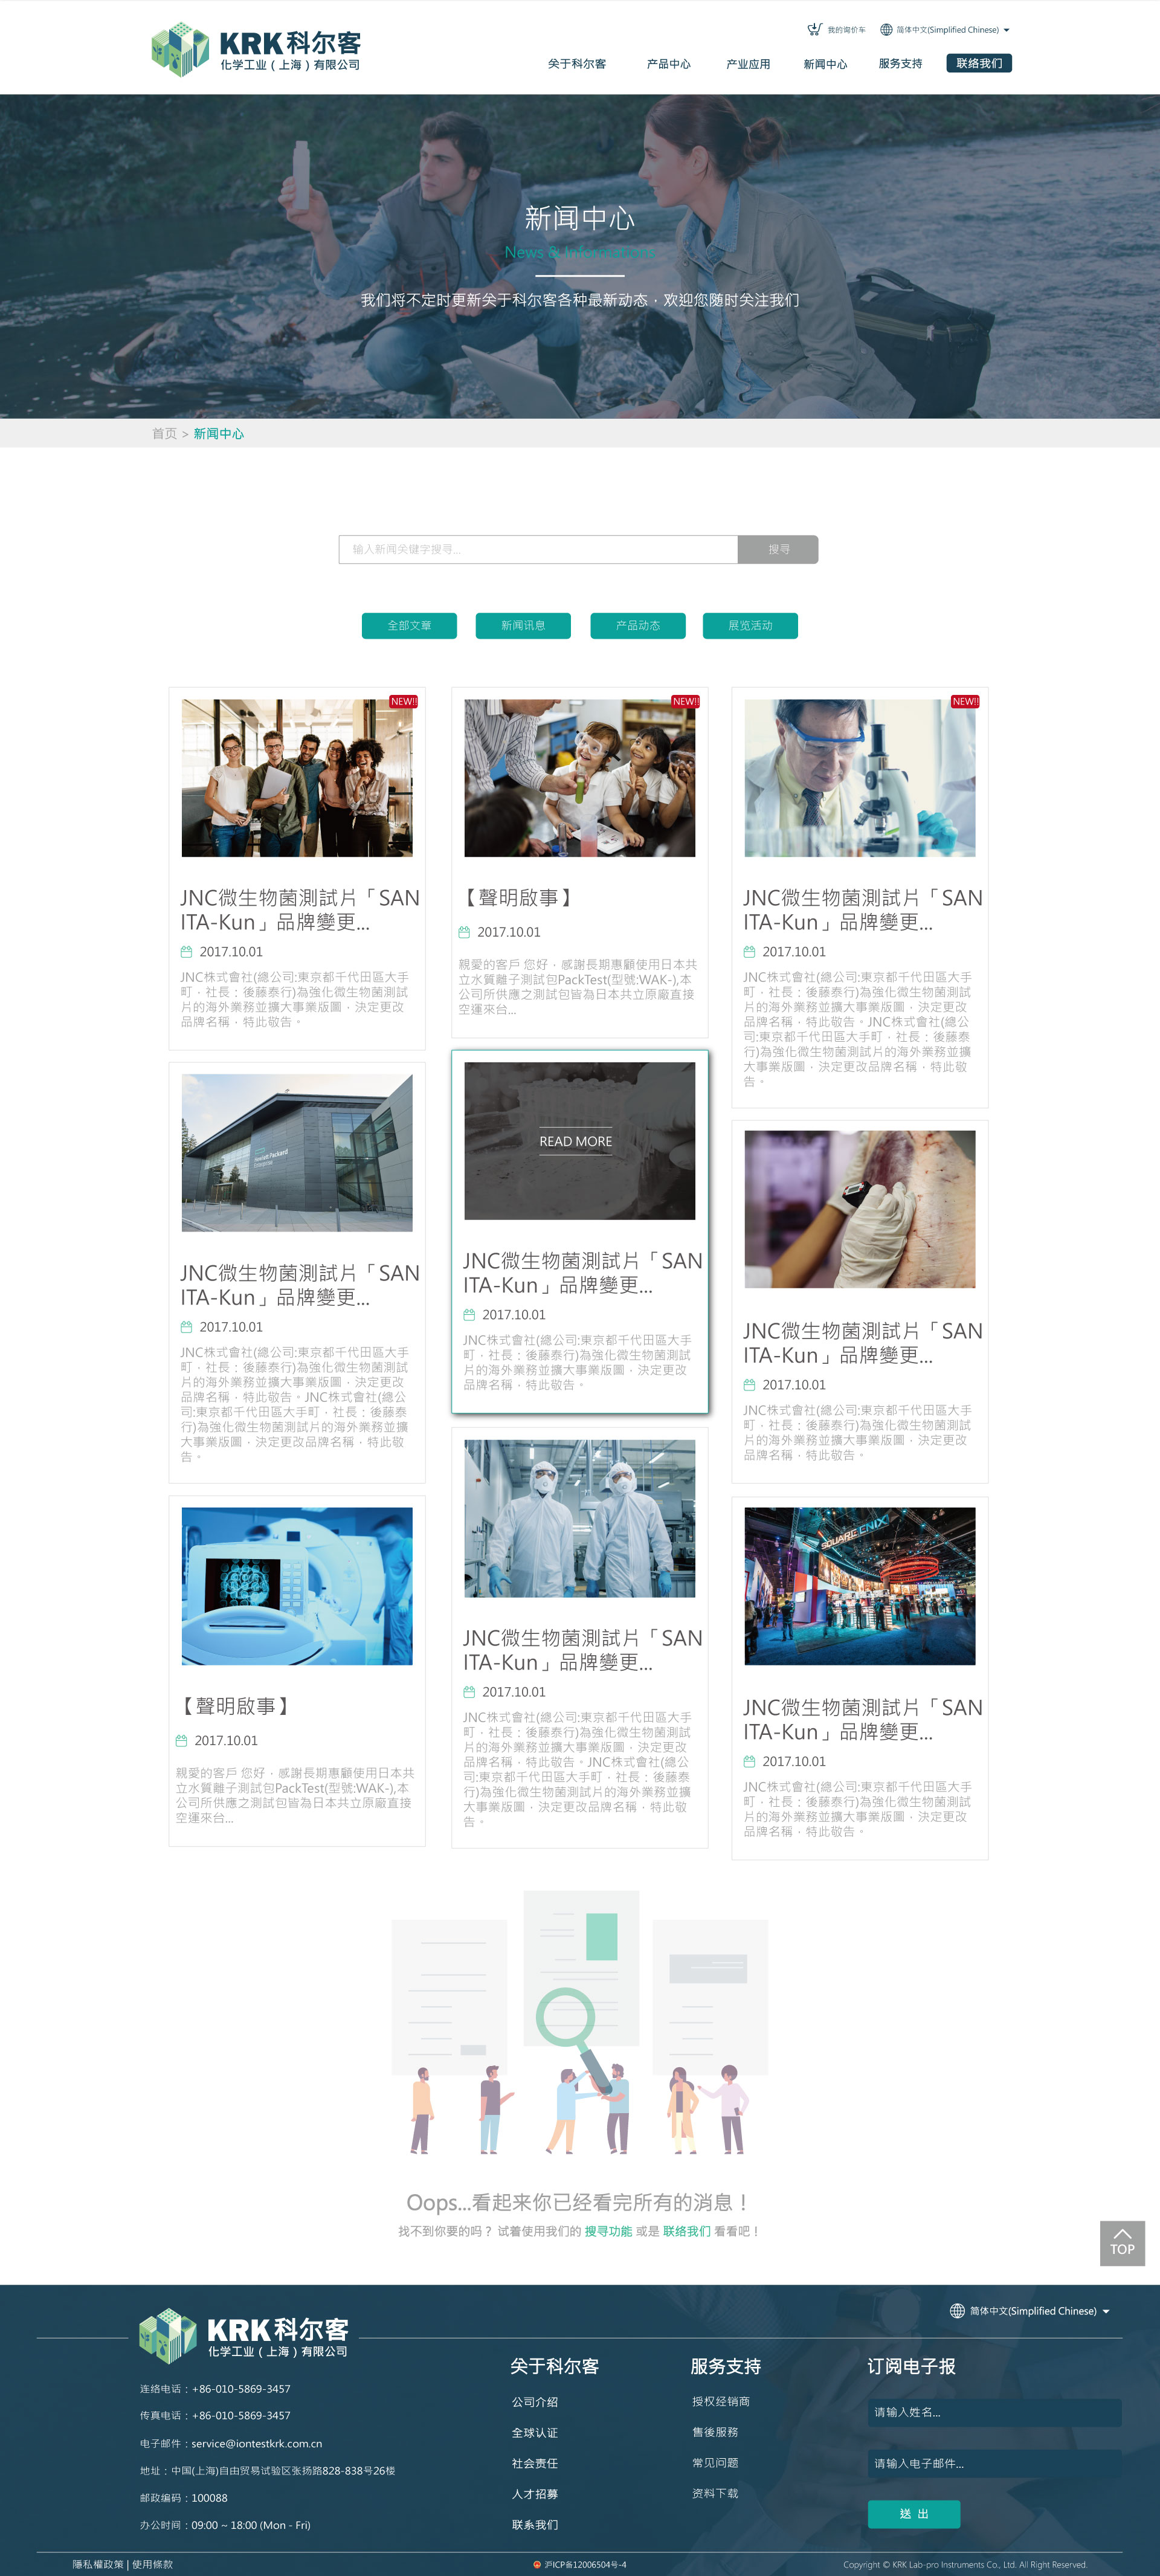 KRK科尔客
化学工业（上海）有限公司
我的询价车
简体中文(Simplified Chinese)
关于科尔客
产品中心
产业应用
新闻中心
服务支持
联络我们
新闻中心
News & Informations
我们将不定时更新关于科尔客各种最新动态，欢迎您随时关注我们
首页 > 新闻中心
输入新闻关键字搜寻...
搜寻
全部文章
新闻讯息
产品动态
展览活动
NEW!!
JNC微生物菌測試片「SAN
ITA-Kun」品牌變更...
2017.10.01
JNC株式會社(總公司:東京都千代田區大手
町，社長：後藤泰行)為強化微生物菌測試
片的海外業務並擴大事業版圖，決定更改
品牌名稱，特此敬告。
NEW!!
【聲明啟事】
2017.10.01
親愛的客戶 您好，感謝長期惠顧使用日本共
立水質離子測試包PackTest(型號:WAK-),本
公司所供應之測試包皆為日本共立原廠直接
空運來台...
NEW!!
JNC微生物菌測試片「SAN
ITA-Kun」品牌變更...
2017.10.01
JNC株式會社(總公司:東京都千代田區大手
町，社長：後藤泰行)為強化微生物菌測試
片的海外業務並擴大事業版圖，決定更改
品牌名稱，特此敬告。JNC株式會社(總公
司:東京都千代田區大手町，社長：後藤泰
行)為強化微生物菌測試片的海外業務並擴
大事業版圖，決定更改品牌名稱，特此敬
告。
Hewlett Packard
Enterprise
JNC微生物菌測試片「SAN
ITA-Kun」品牌變更...
2017.10.01
JNC株式會社(總公司:東京都千代田區大手
町，社長：後藤泰行)為強化微生物菌測試
片的海外業務並擴大事業版圖，決定更改
品牌名稱，特此敬告。JNC株式會社(總公
司:東京都千代田區大手町，社長：後藤泰
行)為強化微生物菌測試片的海外業務並擴
大事業版圖，決定更改品牌名稱，特此敬
告。
READ MORE
JNC微生物菌測試片「SAN
ITA-Kun」品牌變更...
2017.10.01
JNC株式會社(總公司:東京都千代田區大手
町，社長：後藤泰行)為強化微生物菌測試
片的海外業務並擴大事業版圖，決定更改
品牌名稱，特此敬告。
JNC微生物菌測試片「SAN
ITA-Kun」品牌變更...
2017.10.01
JNC株式會社(總公司:東京都千代田區大手
町，社長：後藤泰行)為強化微生物菌測試
片的海外業務並擴大事業版圖，決定更改
品牌名稱，特此敬告。
【聲明啟事】
2017.10.01
親愛的客戶 您好，感謝長期惠顧使用日本共
立水質離子測試包PackTest(型號:WAK-),本
公司所供應之測試包皆為日本共立原廠直接
空運來台...
JNC微生物菌測試片「SAN
ITA-Kun」品牌變更...
2017.10.01
JNC株式會社(總公司:東京都千代田區大手
町，社長：後藤泰行)為強化微生物菌測試
片的海外業務並擴大事業版圖，決定更改
品牌名稱，特此敬告。JNC株式會社(總公
司:東京都千代田區大手町，社長：後藤泰
行)為強化微生物菌測試片的海外業務並擴
大事業版圖，決定更改品牌名稱，特此敬
告。
SQUARE ENIX
JNC微生物菌測試片「SAN
ITA-Kun」品牌變更...
2017.10.01
JNC株式會社(總公司:東京都千代田區大手
町，社長：後藤泰行)為強化微生物菌測試
片的海外業務並擴大事業版圖，決定更改
品牌名稱，特此敬告。
Oops...看起来你已经看完所有的消息！
找不到你要的吗？ 试着使用我们的 搜寻功能 或是 联络我们 看看吧！
TOP
简体中文(Simplified Chinese)
KRK科尔客
化学工业（上海）有限公司
连络电话：+86-010-5869-3457
传真电话：+86-010-5869-3457
电子邮件：service@iontestkrk.com.cn
地址：中国(上海)自由贸易试验区张扬路828-838号26楼
邮政编码：100088
办公时间：09:00 ~ 18:00 (Mon - Fri)
关于科尔客
公司介绍
全球认证
社会责任
人才招募
联系我们
服务支持
授权经销商
售後服務
常见问题
资料下载
订阅电子报
请输入姓名...
请输入电子邮件...
送 出
隱私權政策 | 使用條款
沪ICP备12006504号-4
Copyright © KRK Lab-pro Instruments Co., Ltd. All Right Reserved.